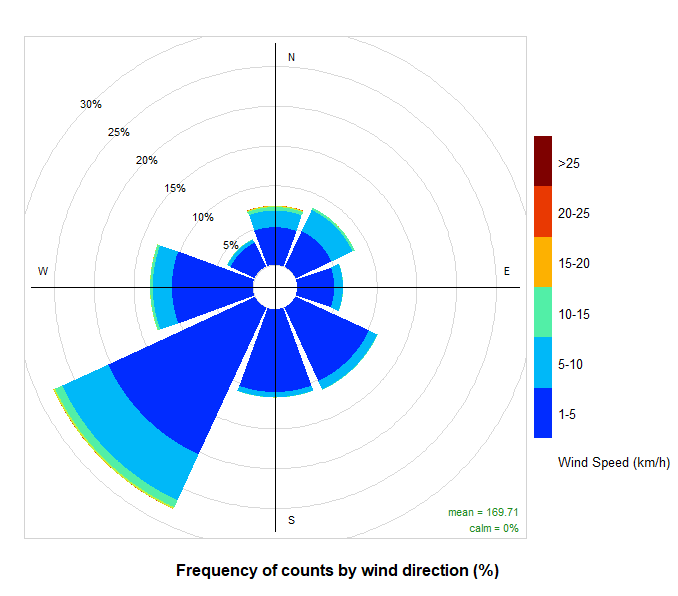 N
30%
25%
20%
15%
10%
5%
W
E
S
mean = 169.71
calm = 0%
>25
20-25
15-20
10-15
5-10
1-5
Wind Speed (km/h)
Frequency of counts by wind direction (%)